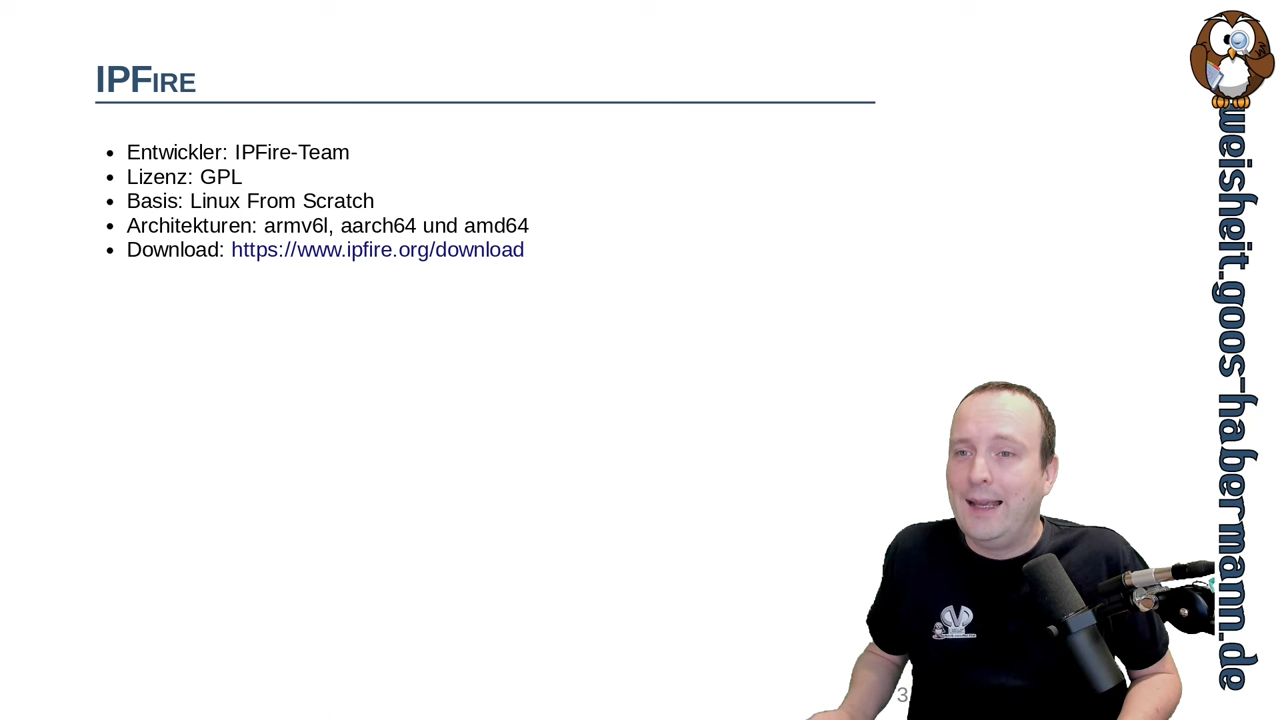 IPFIRE
• Entwickler: IPFire-Team
• Lizenz: GPL
• Basis: Linux From Scratch
• Architekturen: armv6l, aarch64 und amd64
• Download: https://www.ipfire.org/download
weisheit.goos-habermann.de
3